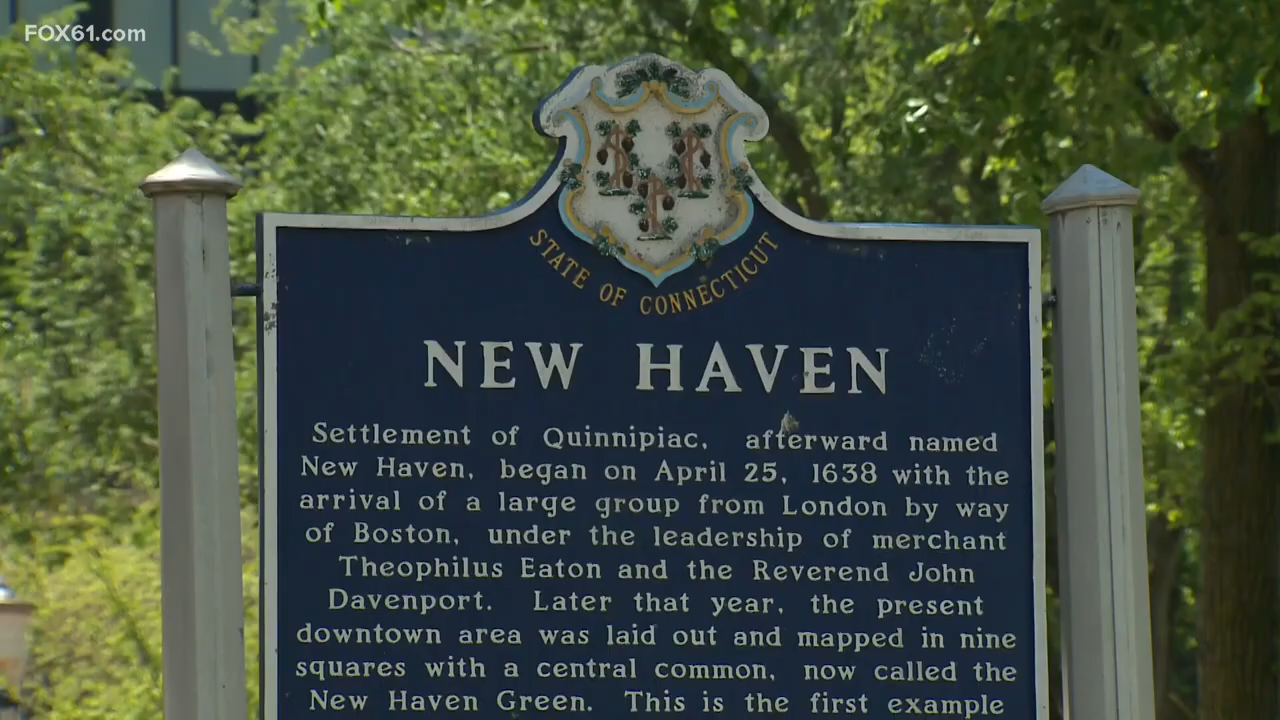 FOX61.com
STATE OF CONNECTICUT
NEW HAVEN
Settlement of Quinnipiac, afterward named
New Haven, began on April 25, 1638 with the
arrival of a large group from London by way
of Boston, under the leadership of merchant
Theophilus Eaton and the Reverend John
Davenport. Later that year, the present
downtown area was laid out and mapped in nine
squares with a central common, now called the
New Haven Green. This is the first example